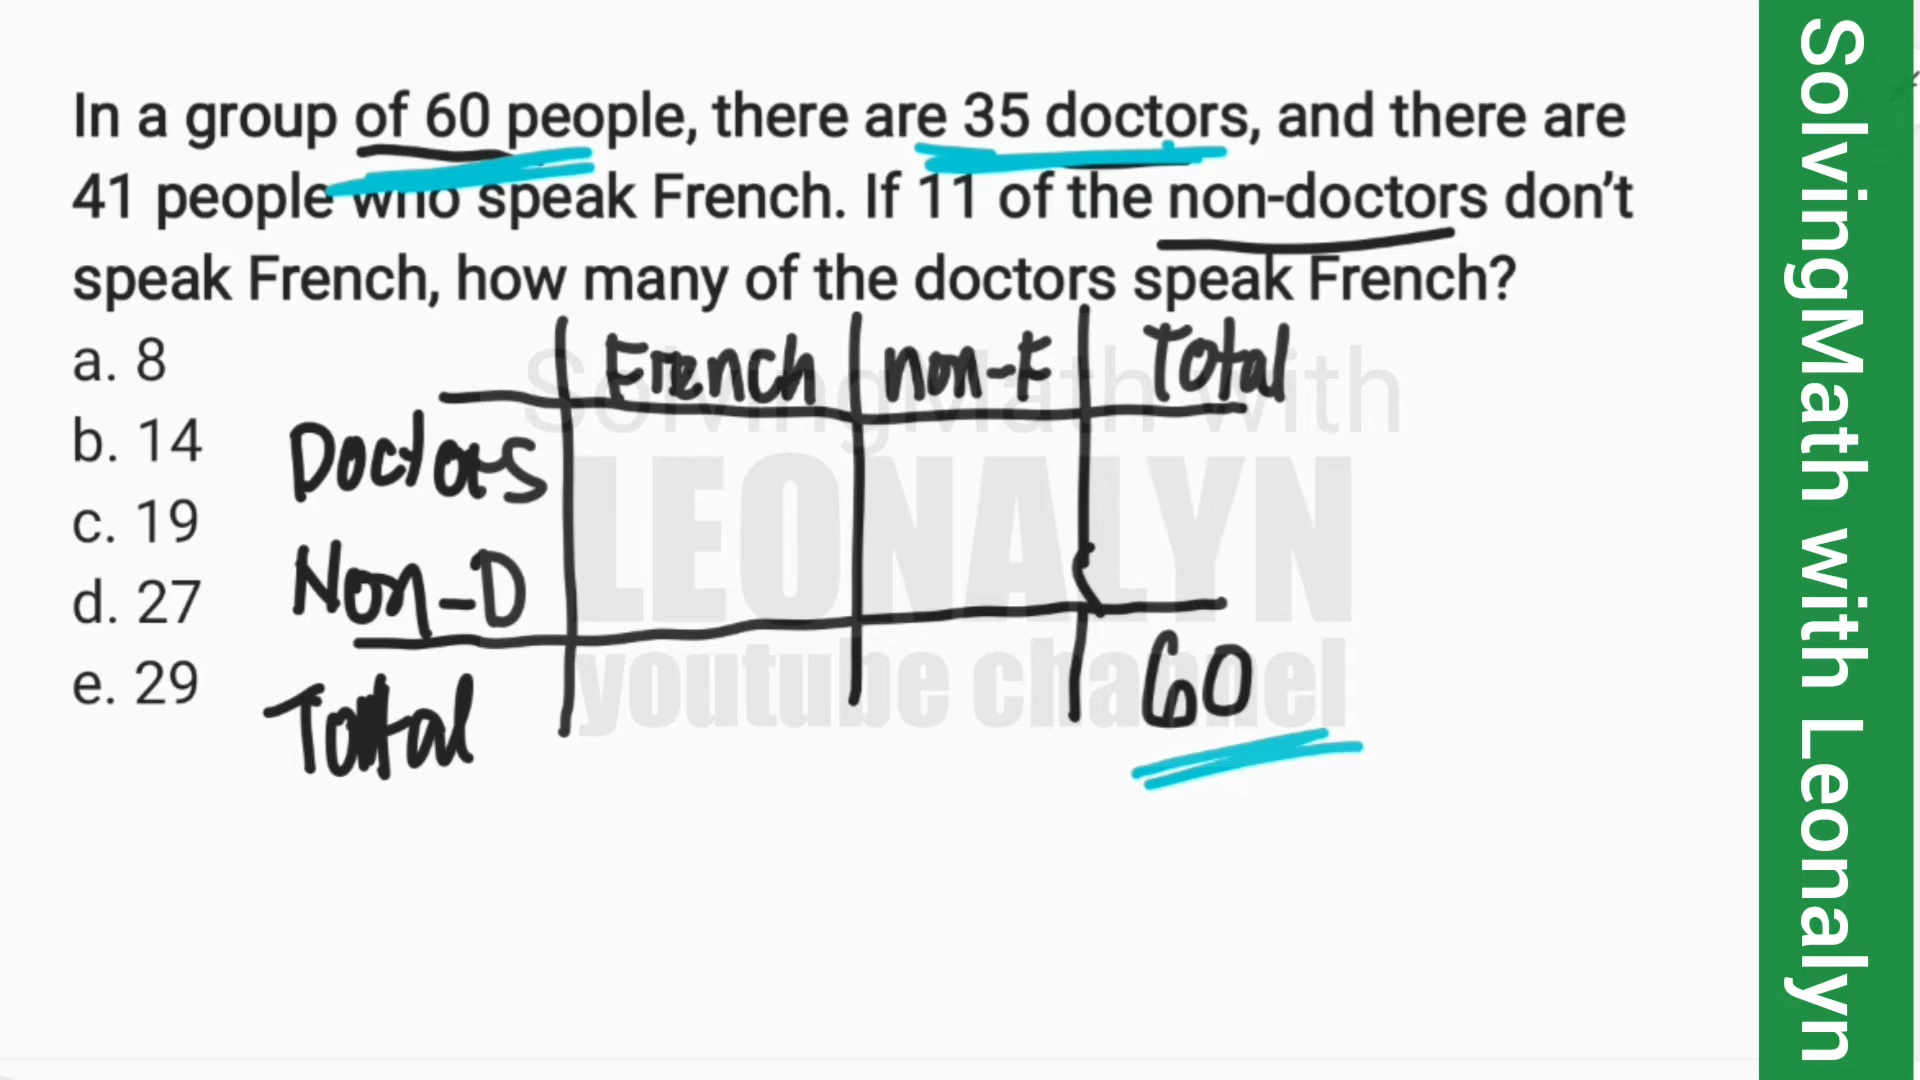 In a group of 60 people, there are 35 doctors, and there are
41 people who speak French. If 11 of the non-doctors don’t
speak French, how many of the doctors speak French?
a. 8
b. 14
c. 19
d. 27
e. 29
French non-F Total
Doctors
Non-D
Total 60
SolvingMath with
LEONALYN
youtube channel
SolvingMath with Leonalyn